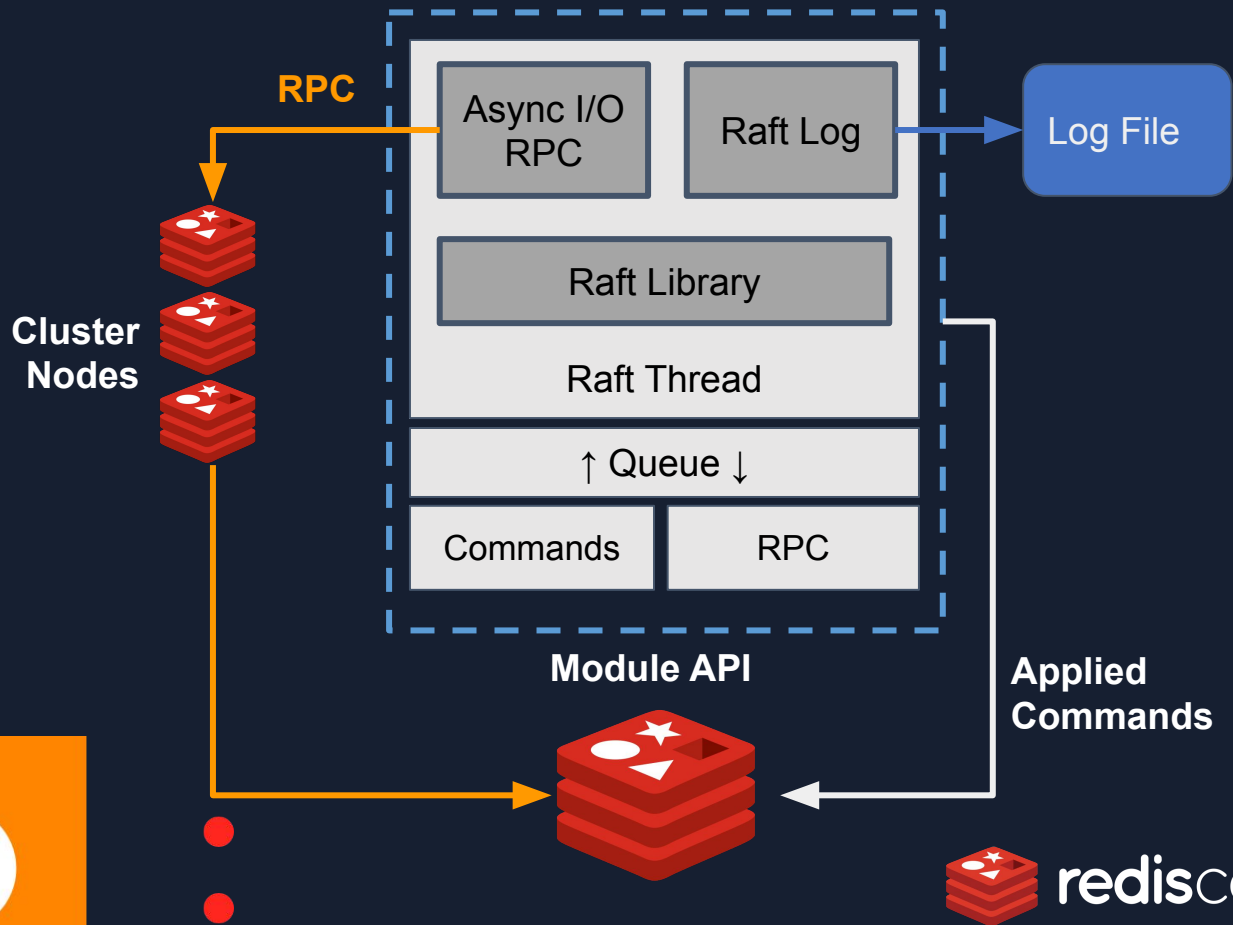 RPC
Async I/O
RPC
Raft Log
Log File
Raft Library
Cluster
Nodes
Raft Thread
↑ Queue ↓
Commands
RPC
Module API
Applied
Commands